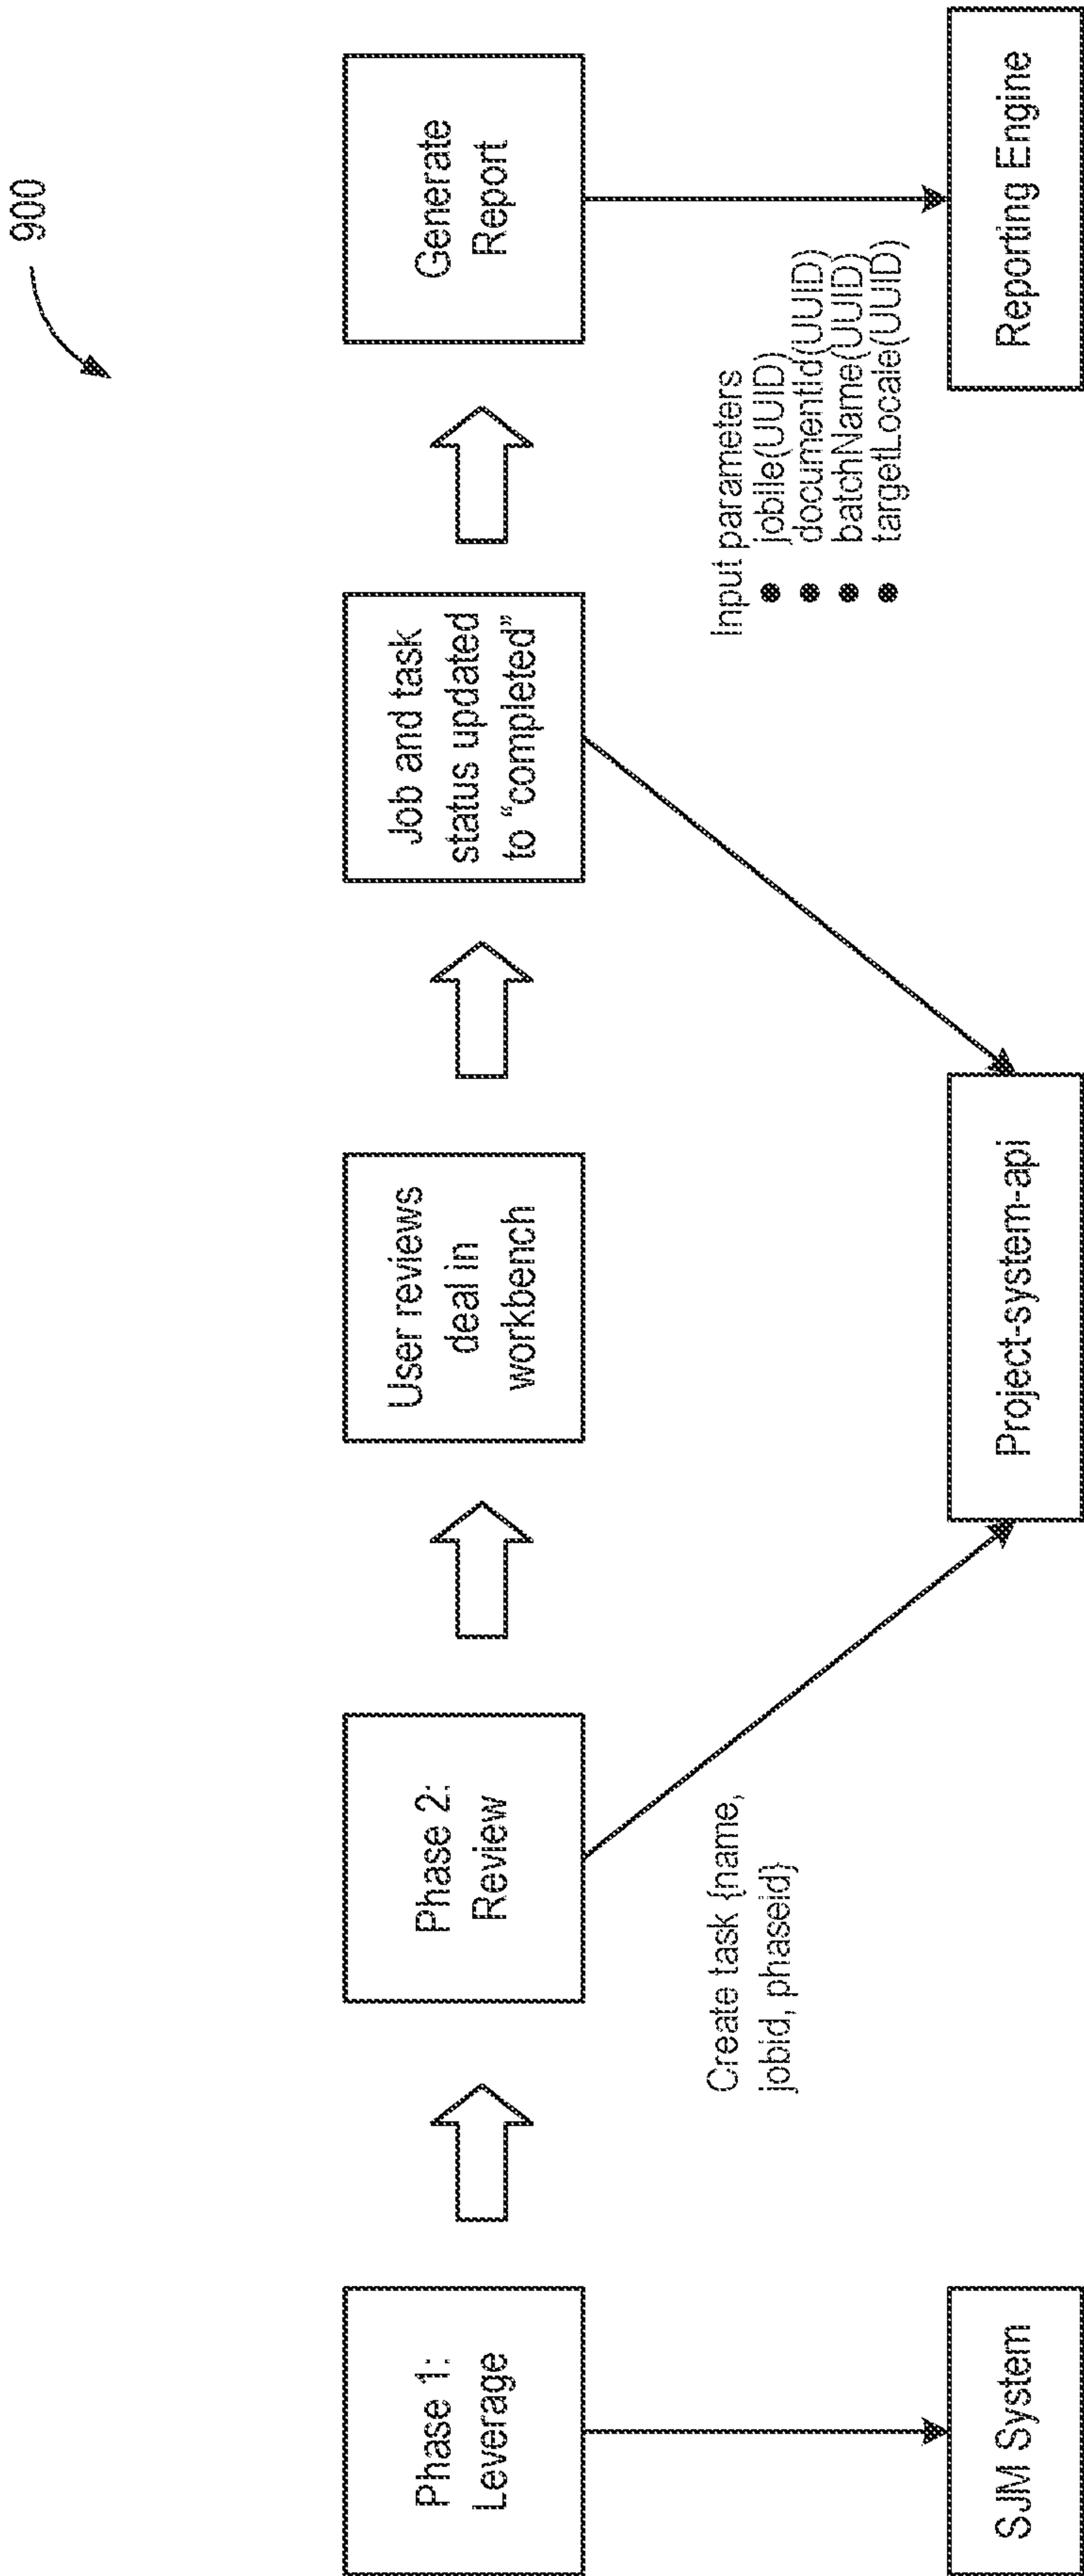 900
Phase 1:
Leverage
Phase 2:
Review
User reviews
deal in
workbench
Job and task
status updated
to “completed”
Generate
Report
Create task {name,
jobid, phaseid}
Input parameters
● jobIle(UUID)
● documentId(UUID)
● batchName(UUID)
● targetLocale(UUID)
SJM System
Project-system-api
Reporting Engine